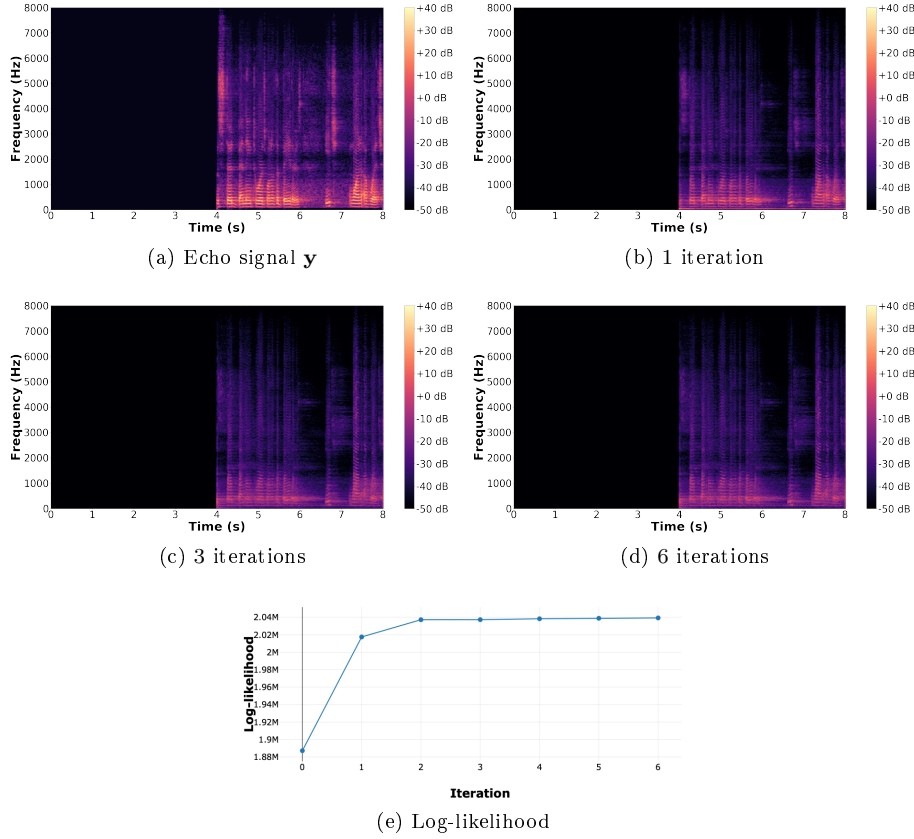 8000
7000
6000
5000
4000
3000
2000
1000
0
Frequency (Hz)
0 1 2 3 4 5 6 7 8
Time (s)
+40 dB
+30 dB
+20 dB
+10 dB
+0 dB
-10 dB
-20 dB
-30 dB
-40 dB
-50 dB
(a) Echo signal y
8000
7000
6000
5000
4000
3000
2000
1000
0
Frequency (Hz)
0 1 2 3 4 5 6 7 8
Time (s)
+40 dB
+30 dB
+20 dB
+10 dB
+0 dB
-10 dB
-20 dB
-30 dB
-40 dB
-50 dB
(b) 1 iteration
8000
7000
6000
5000
4000
3000
2000
1000
0
Frequency (Hz)
0 1 2 3 4 5 6 7 8
Time (s)
+40 dB
+30 dB
+20 dB
+10 dB
+0 dB
-10 dB
-20 dB
-30 dB
-40 dB
-50 dB
(c) 3 iterations
8000
7000
6000
5000
4000
3000
2000
1000
0
Frequency (Hz)
0 1 2 3 4 5 6 7 8
Time (s)
+40 dB
+30 dB
+20 dB
+10 dB
+0 dB
-10 dB
-20 dB
-30 dB
-40 dB
-50 dB
(d) 6 iterations
2.04M
2.02M
2M
1.98M
1.96M
1.94M
1.92M
1.9M
1.88M
Log-likelihood
0 1 2 3 4 5 6
Iteration
(e) Log-likelihood